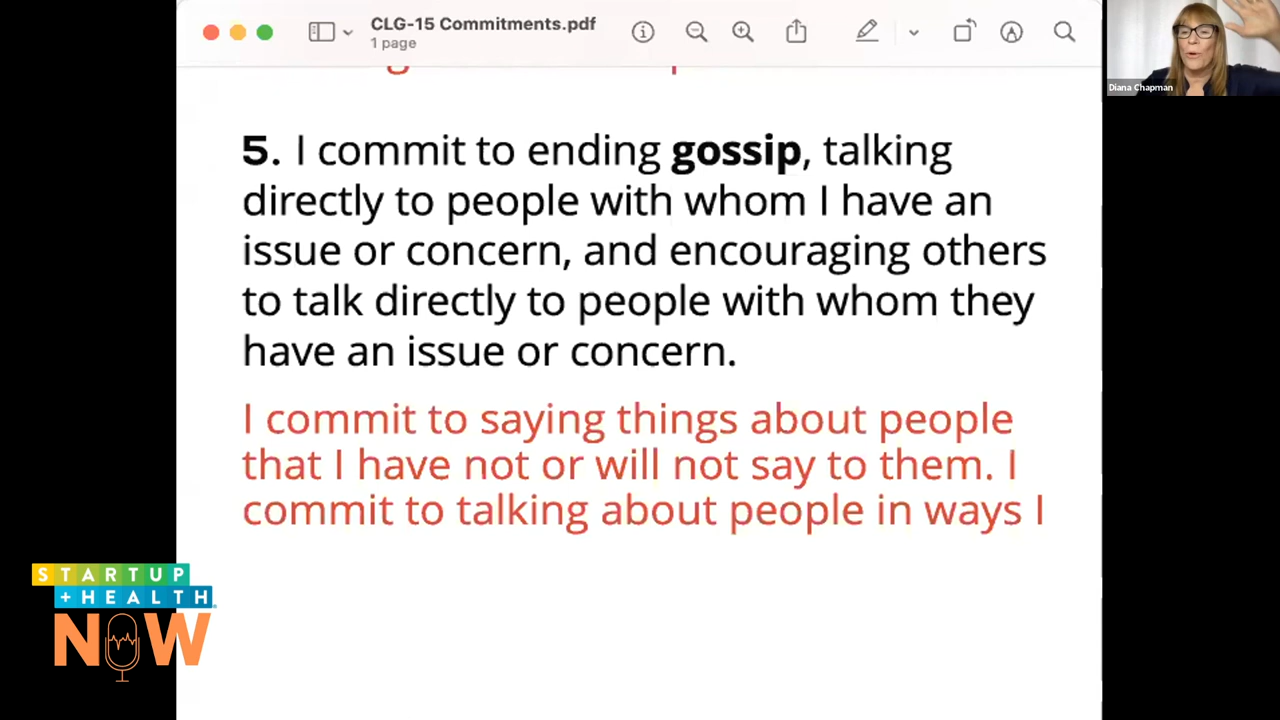 CLG-15 Commitments.pdf
1 page
Diana Chapman
5. I commit to ending gossip, talking
directly to people with whom I have an
issue or concern, and encouraging others
to talk directly to people with whom they
have an issue or concern.
I commit to saying things about people
that I have not or will not say to them. I
commit to talking about people in ways I
STARTUP
+HEALTH
NOW